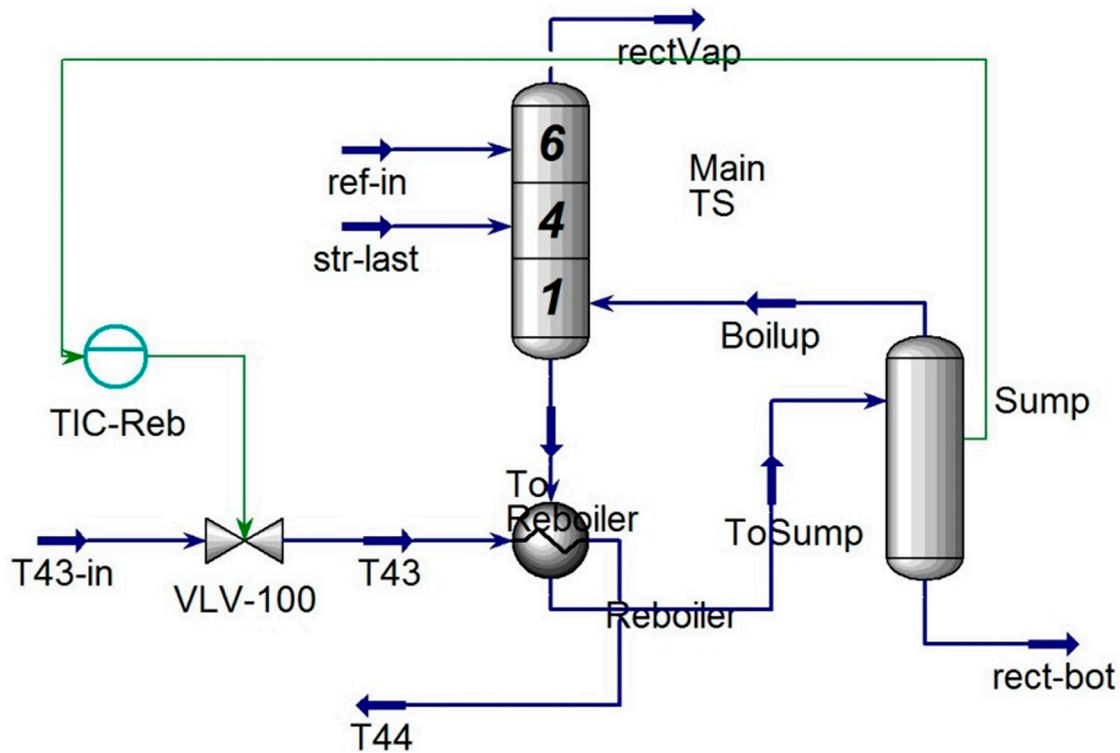 rectVap
6
ref-in
Main
TS
4
str-last
1
Boilup
TIC-Reb
Sump
To
Reboiler
ToSump
T43-in
T43
VLV-100
Reboiler
rect-bot
T44